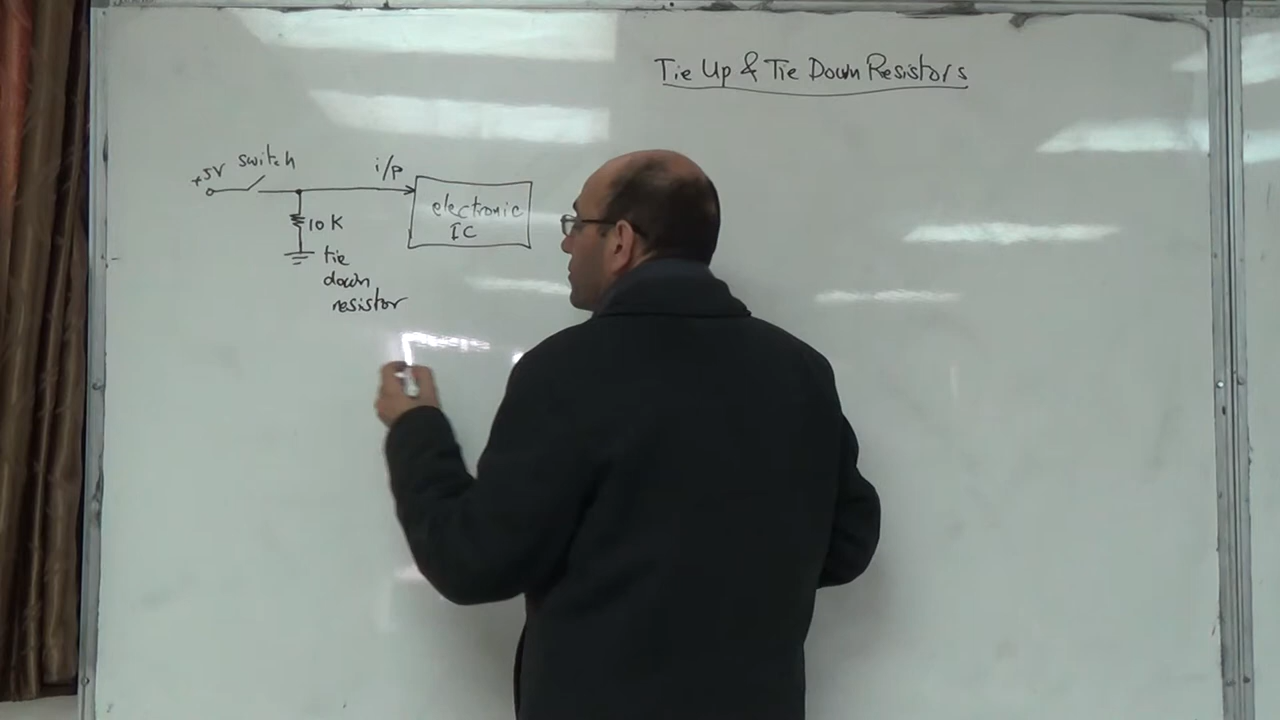 Tie Up & Tie Down Resistors
+5V switch
i/p
electronic
IC
10 K
tie
down
resistor